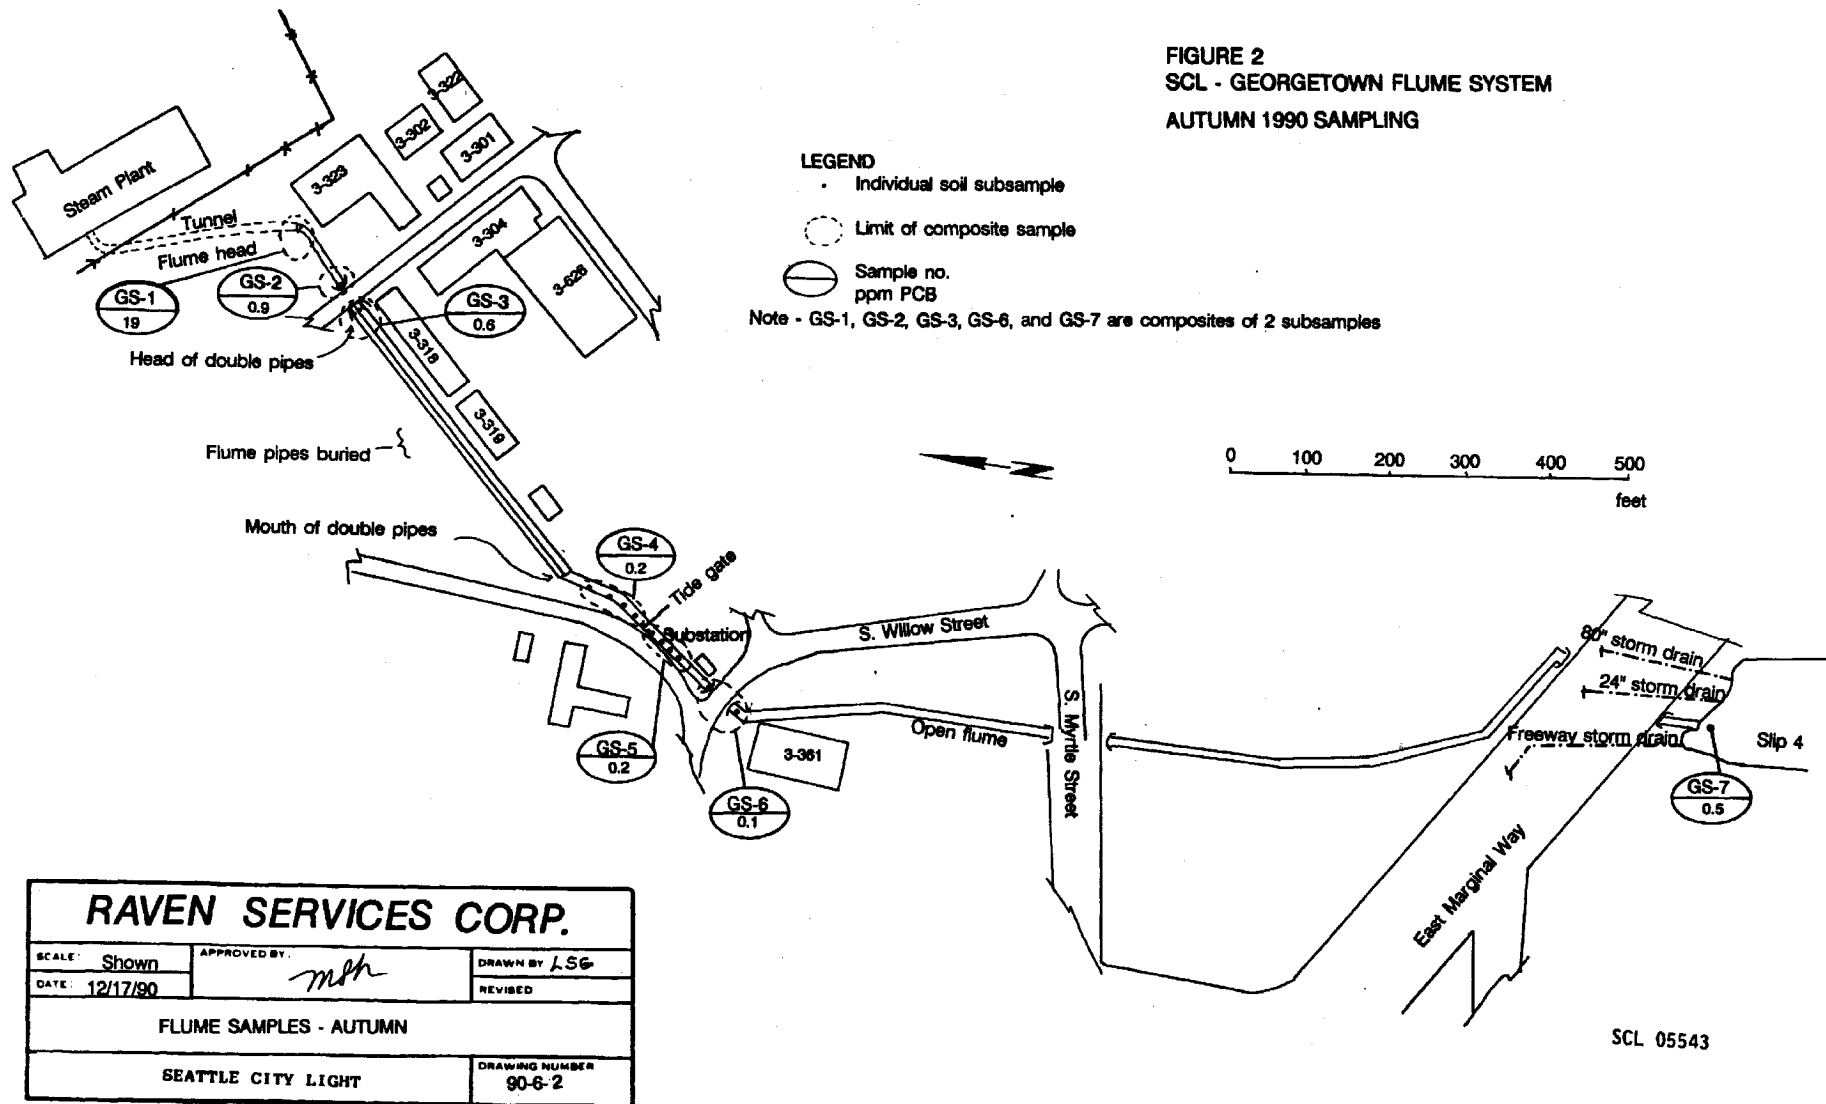 FIGURE 2
SCL - GEORGETOWN FLUME SYSTEM
AUTUMN 1990 SAMPLING
LEGEND
Individual soil subsample
Limit of composite sample
Sample no.
ppm PCB
Note - GS-1, GS-2, GS-3, GS-6, and GS-7 are composites of 2 subsamples
3-322
3-302
3-301
3-323
Steam Plant
Tunnel
Flume head
3-304
3-626
GS-1
19
GS-2
0.9
GS-3
0.6
Head of double pipes
3-318
3-319
Flume pipes buried
0 100 200 300 400 500
feet
Mouth of double pipes
GS-4
0.2
Tide gate
Substation
S. Willow Street
S. Myrtle Street
80" storm drain
24" storm drain
Freeway storm drain
Slip 4
Open flume
3-361
GS-5
0.2
GS-6
0.1
GS-7
0.5
East Marginal Way
N
RAVEN SERVICES CORP.
SCALE: Shown
APPROVED BY:
DRAWN BY LSG
DATE: 12/17/90
REVISED
FLUME SAMPLES - AUTUMN
SEATTLE CITY LIGHT
DRAWING NUMBER
90-6-2
SCL 05543